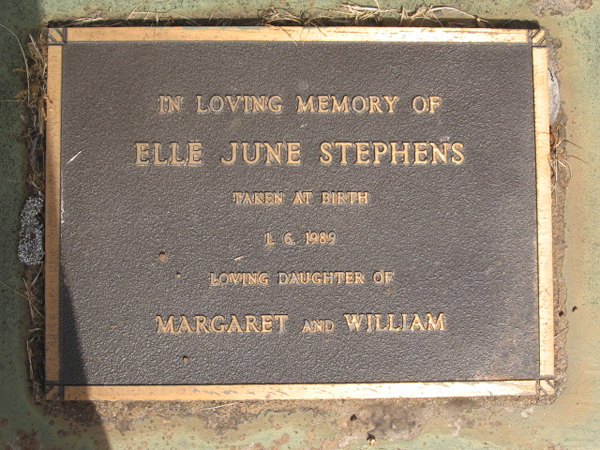 IN LOVING MEMORY OF
ELLE JUNE STEPHENS
TAKEN AT BIRTH
1. 6. 1989
LOVING DAUGHTER OF
MARGARET AND WILLIAM